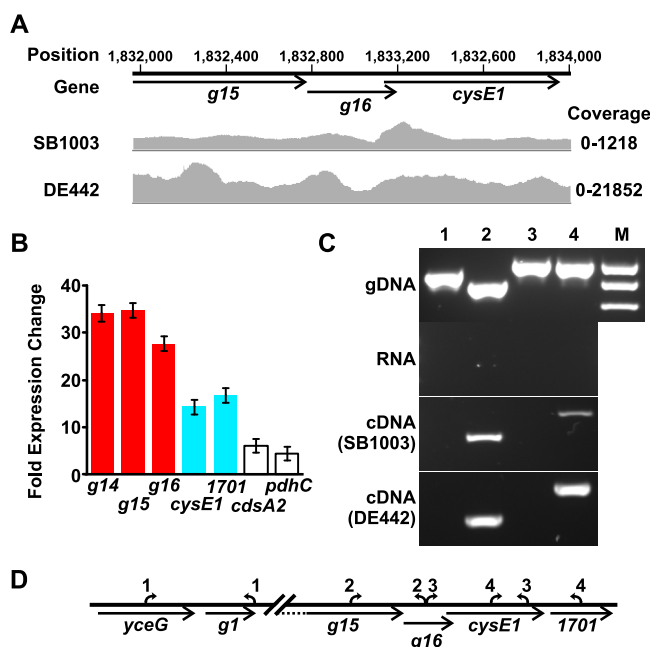 A
Position 1,832,000 1,832,400 1,832,800 1,833,200 1,832,600 1,834,000
Gene g15 g16 cysE1
Coverage
SB1003 0-1218
DE442 0-21852
B
Fold Expression Change
40
30
20
10
0
g14 g15 g16 cysE1 1701 cdsA2 pdhC
C
1 2 3 4 M
gDNA
RNA
cDNA
(SB1003)
cDNA
(DE442)
D
1 1 2 2 3 4 3 4
yceG g1 g15 g16 cysE1 1701